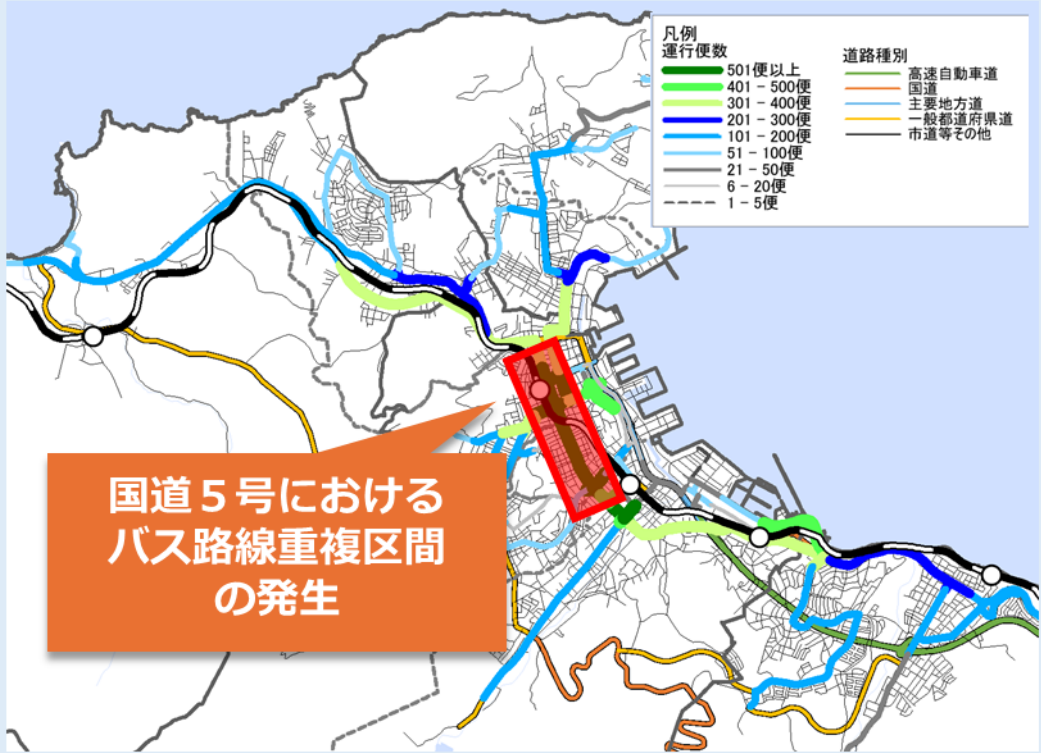 凡例
運行便数
501便以上
401 - 500便
301 - 400便
201 - 300便
101 - 200便
51 - 100便
21 - 50便
6 - 20便
1 - 5便
道路種別
高速自動車道
国道
主要地方道
一般都道府県道
市道等その他
国道５号における
バス路線重複区間
の発生